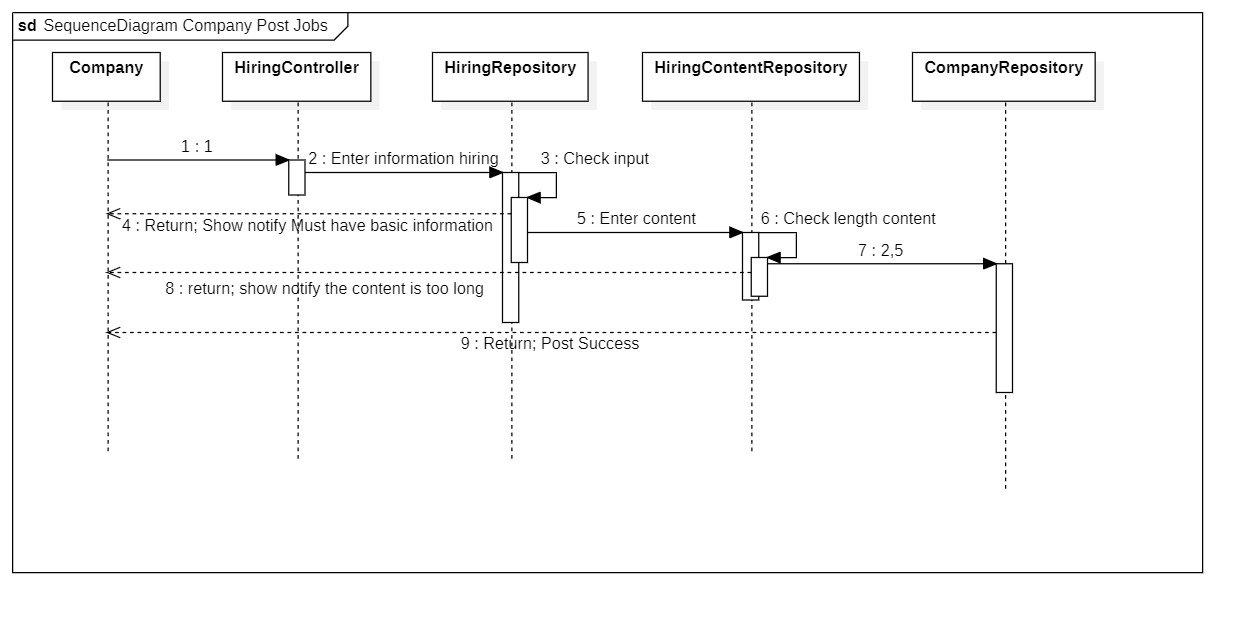 sd SequenceDiagram Company Post Jobs
Company
HiringController
HiringRepository
HiringContentRepository
CompanyRepository
1 : 1
2 : Enter information hiring
3 : Check input
4 : Return; Show notify Must have basic information
5 : Enter content
6 : Check length content
7 : 2,5
8 : return; show notify the content is too long
9 : Return; Post Success